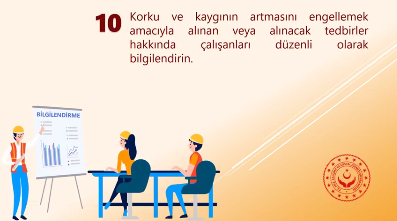 10
Korku ve kaygının artmasını engellemek
amacıyla alınan veya alınacak tedbirler
hakkında çalışanları düzenli olarak
bilgilendirin.
BİLGİLENDİRME